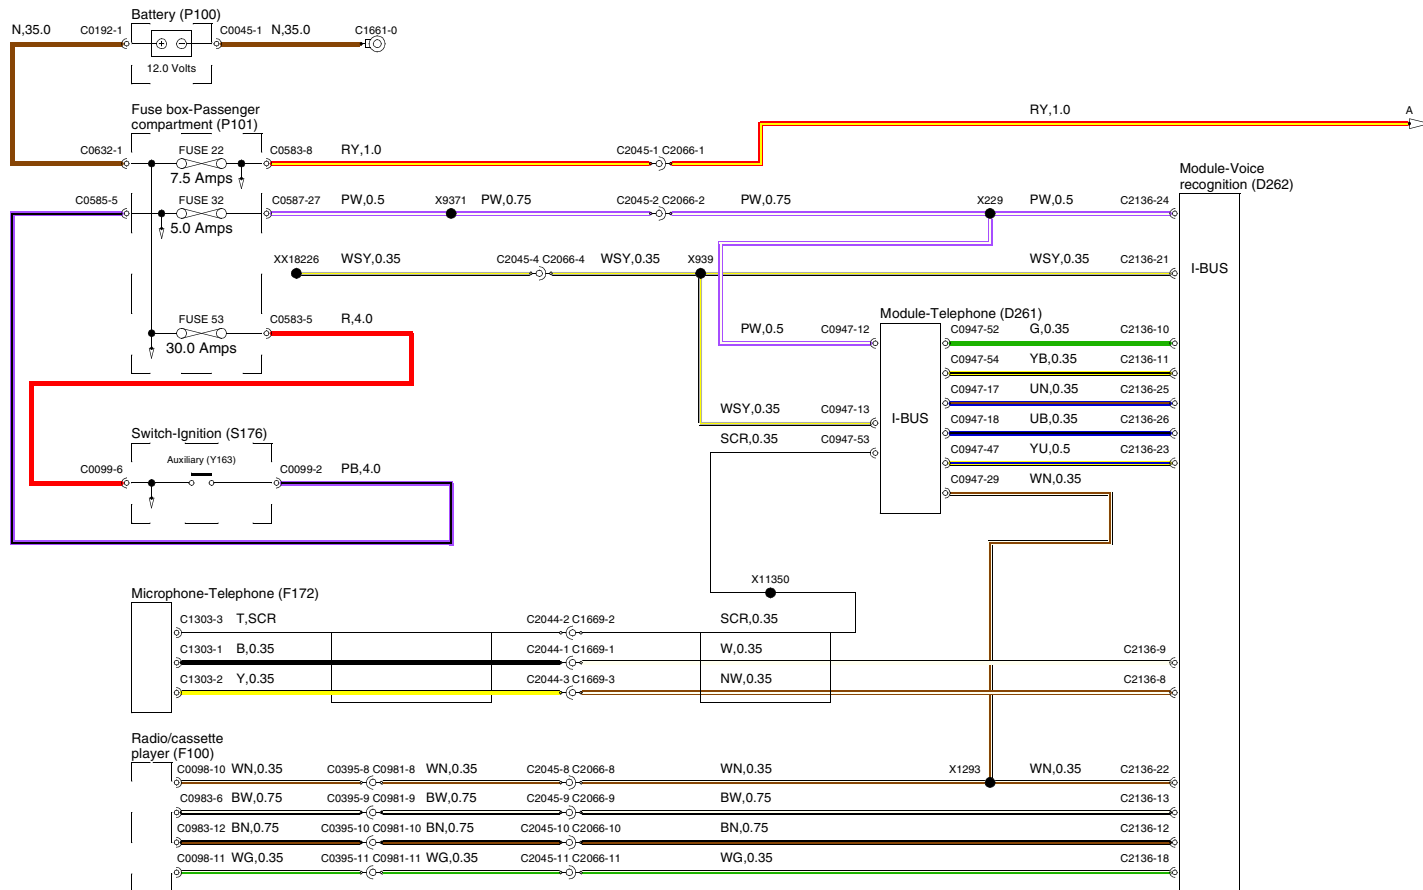 Battery (P100)
N,35.0 C0192-1 C0045-1 N,35.0 C1661-0
12.0 Volts
Fuse box-Passenger
compartment (P101)
RY,1.0 A
C0632-1 FUSE 22 C0583-8 RY,1.0 C2045-1 C2066-1
7.5 Amps
Module-Voice
recognition (D262)
C0585-5 FUSE 32 C0587-27 PW,0.5 X9371 PW,0.75 C2045-2 C2066-2 PW,0.75 X229 PW,0.5 C2136-24
5.0 Amps
XX18226 WSY,0.35 C2045-4 C2066-4 WSY,0.35 X939 WSY,0.35 C2136-21
I-BUS
Module-Telephone (D261)
FUSE 53 C0583-5 R,4.0
30.0 Amps
PW,0.5 C0947-12 C0947-52 G,0.35 C2136-10
C0947-54 YB,0.35 C2136-11
C0947-17 UN,0.35 C2136-25
WSY,0.35 C0947-13 I-BUS C0947-18 UB,0.35 C2136-26
SCR,0.35 C0947-53 C0947-47 YU,0.5 C2136-23
C0947-29 WN,0.35
Switch-Ignition (S176)
Auxiliary (Y163)
C0099-6 C0099-2 PB,4.0
X11350
Microphone-Telephone (F172)
C1303-3 T,SCR C2044-2 C1669-2 SCR,0.35
C1303-1 B,0.35 C2044-1 C1669-1 W,0.35 C2136-9
C1303-2 Y,0.35 C2044-3 C1669-3 NW,0.35 C2136-8
Radio/cassette
player (F100)
C0098-10 WN,0.35 C0395-8 C0981-8 WN,0.35 C2045-8 C2066-8 WN,0.35 X1293 WN,0.35 C2136-22
C0983-6 BW,0.75 C0395-9 C0981-9 BW,0.75 C2045-9 C2066-9 BW,0.75 C2136-13
C0983-12 BN,0.75 C0395-10 C0981-10 BN,0.75 C2045-10 C2066-10 BN,0.75 C2136-12
C0098-11 WG,0.35 C0395-11 C0981-11 WG,0.35 C2045-11 C2066-11 WG,0.35 C2136-18